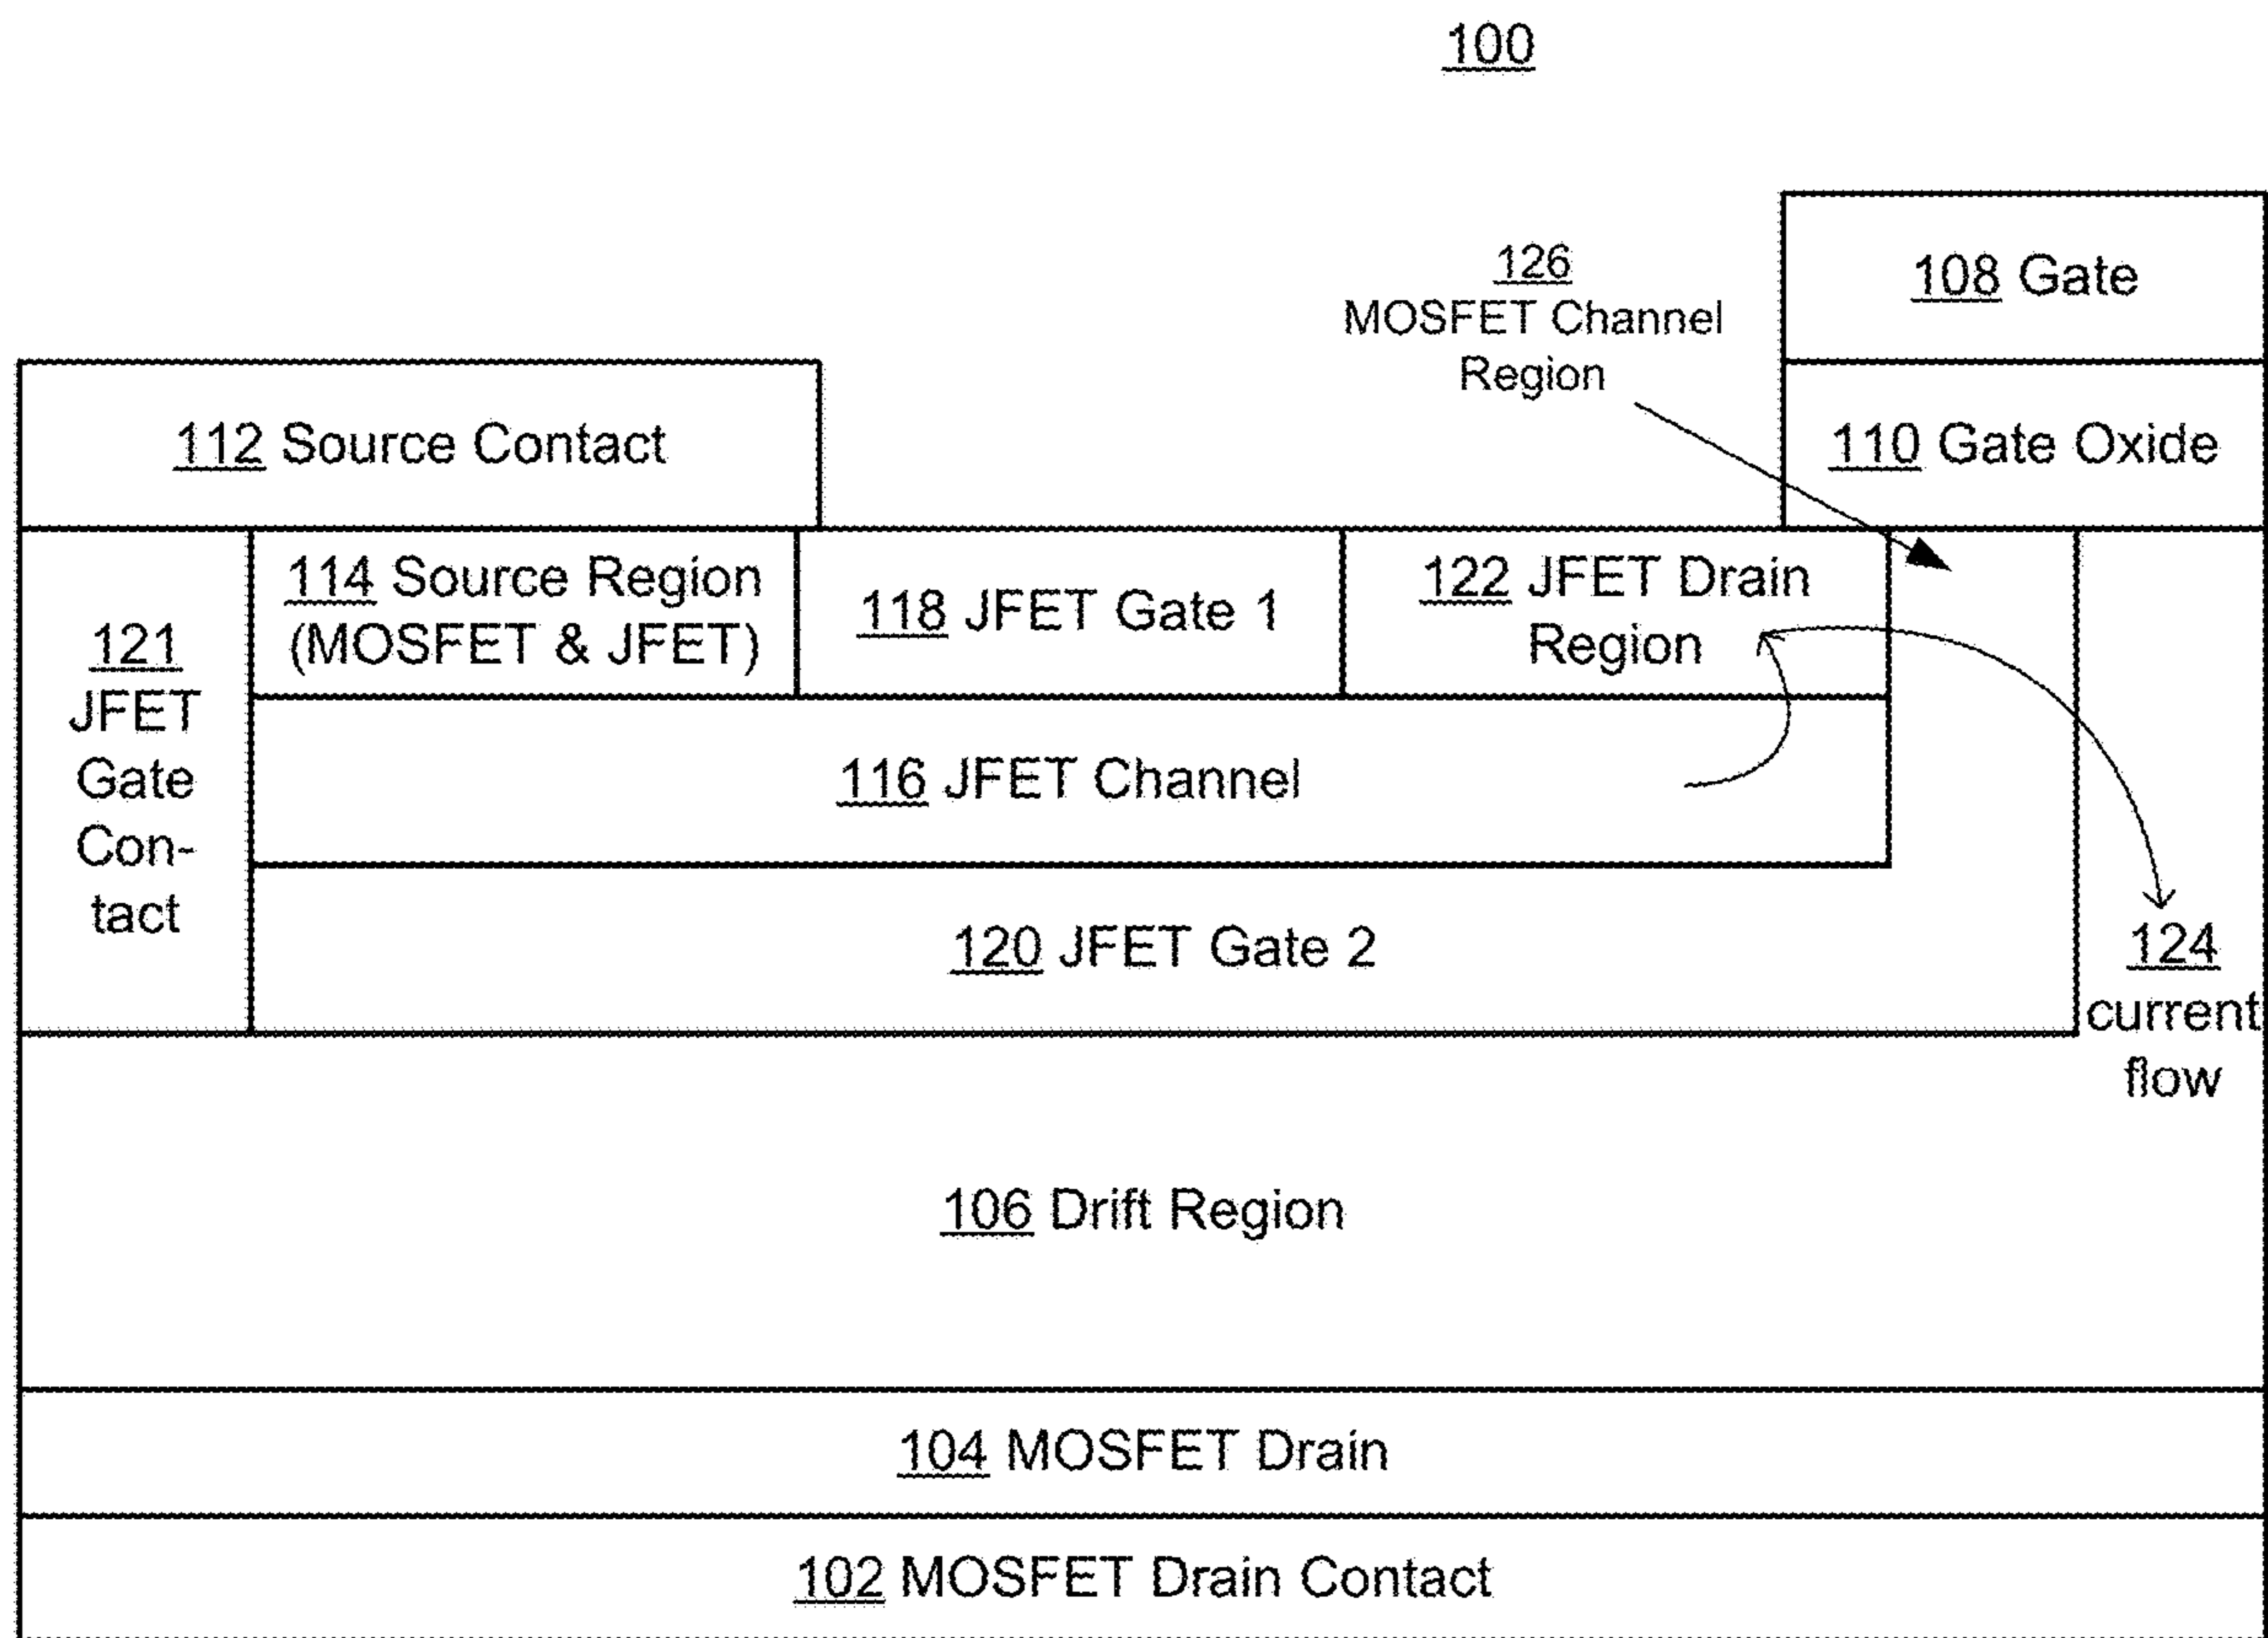 100
126
MOSFET Channel
Region
108 Gate
110 Gate Oxide
112 Source Contact
114 Source Region
(MOSFET & JFET)
118 JFET Gate 1
122 JFET Drain
Region
121
JFET
Gate
Con-
tact
116 JFET Channel
120 JFET Gate 2
124
current
flow
106 Drift Region
104 MOSFET Drain
102 MOSFET Drain Contact